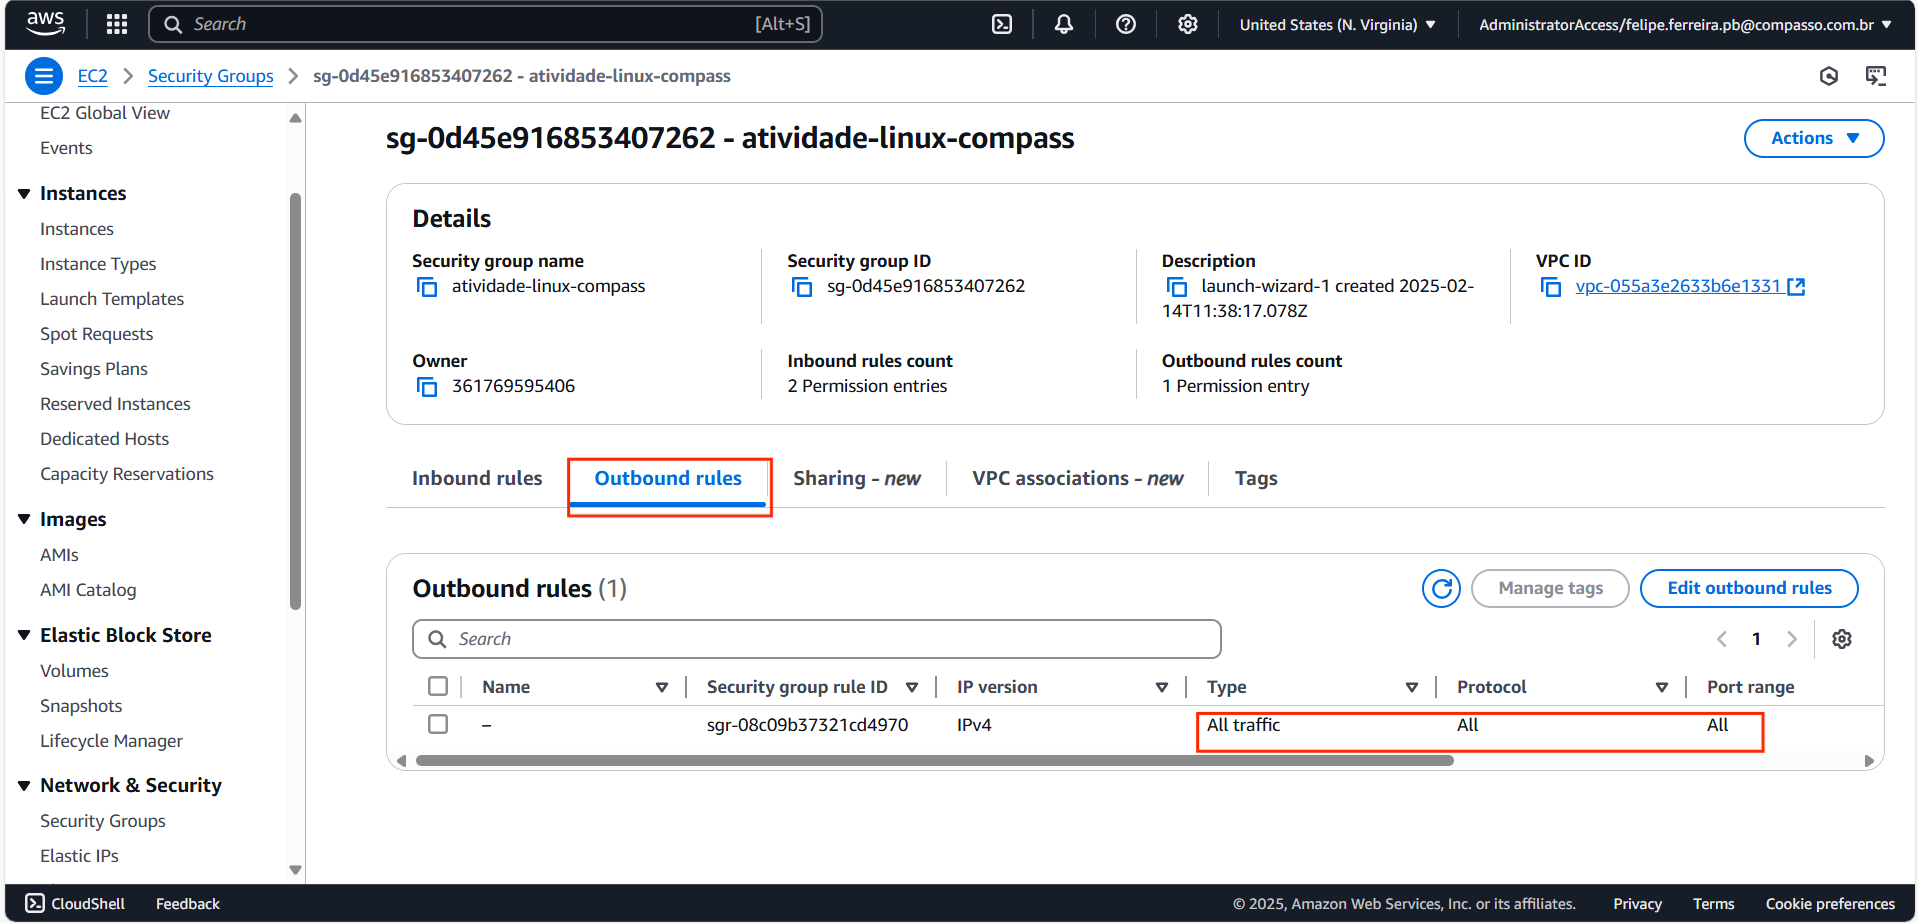 aws
Search
[Alt+S]
United States (N. Virginia)
AdministratorAccess/felipe.ferreira.pb@compasso.com.br
EC2
Security Groups
sg-0d45e916853407262 - atividade-linux-compass
EC2 Global View
Events
Instances
Instances
Instance Types
Launch Templates
Spot Requests
Savings Plans
Reserved Instances
Dedicated Hosts
Capacity Reservations
Images
AMIs
AMI Catalog
Elastic Block Store
Volumes
Snapshots
Lifecycle Manager
Network & Security
Security Groups
Elastic IPs
sg-0d45e916853407262 - atividade-linux-compass
Actions
Details
Security group name
atividade-linux-compass
Security group ID
sg-0d45e916853407262
Description
launch-wizard-1 created 2025-02-
14T11:38:17.078Z
VPC ID
vpc-055a3e2633b6e1331
Owner
361769595406
Inbound rules count
2 Permission entries
Outbound rules count
1 Permission entry
Inbound rules
Outbound rules
Sharing - new
VPC associations - new
Tags
Outbound rules (1)
Manage tags
Edit outbound rules
Search
1
Name
Security group rule ID
IP version
Type
Protocol
Port range
–
sgr-08c09b37321cd4970
IPv4
All traffic
All
All
CloudShell
Feedback
© 2025, Amazon Web Services, Inc. or its affiliates.
Privacy
Terms
Cookie preferences